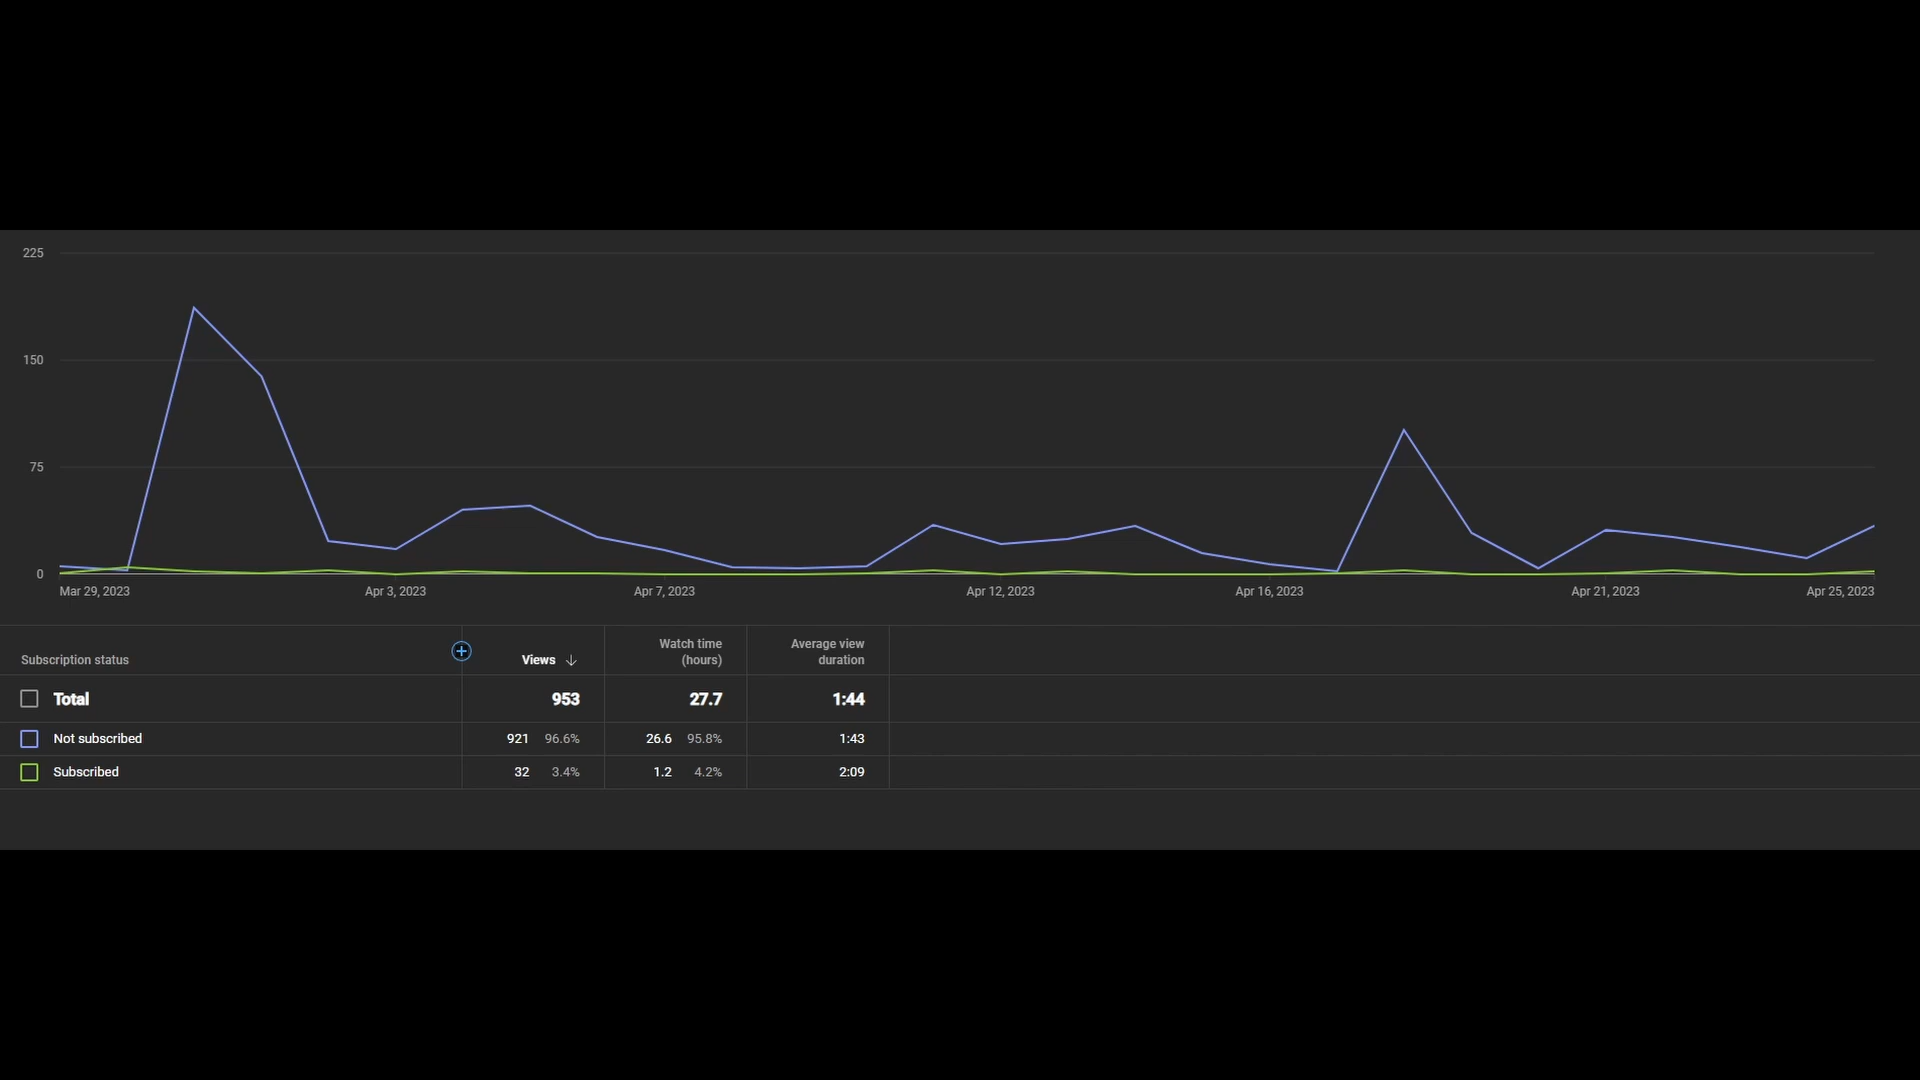 225
150
75
0
Mar 29, 2023 Apr 3, 2023 Apr 7, 2023 Apr 12, 2023 Apr 16, 2023 Apr 21, 2023 Apr 25, 2023
Subscription status Views Watch time (hours) Average view duration
Total 953 27.7 1:44
Not subscribed 921 96.6% 26.6 95.8% 1:43
Subscribed 32 3.4% 1.2 4.2% 2:09